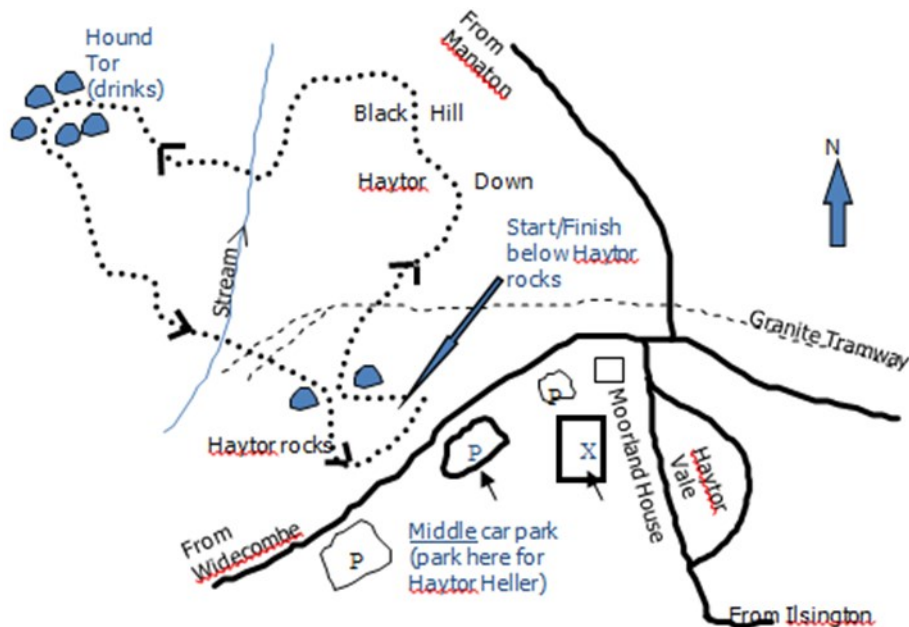 Hound
Tor
(drinks)
From
Manaton
Black Hill
Haytor Down
N
Start/Finish
below Haytor
rocks
Stream
Granite Tramway
P
Moorland House
Haytor rocks
P
X
Haytor
Vale
From
Widecombe
P
Middle car park
(park here for
Haytor Heller)
From Ilsington